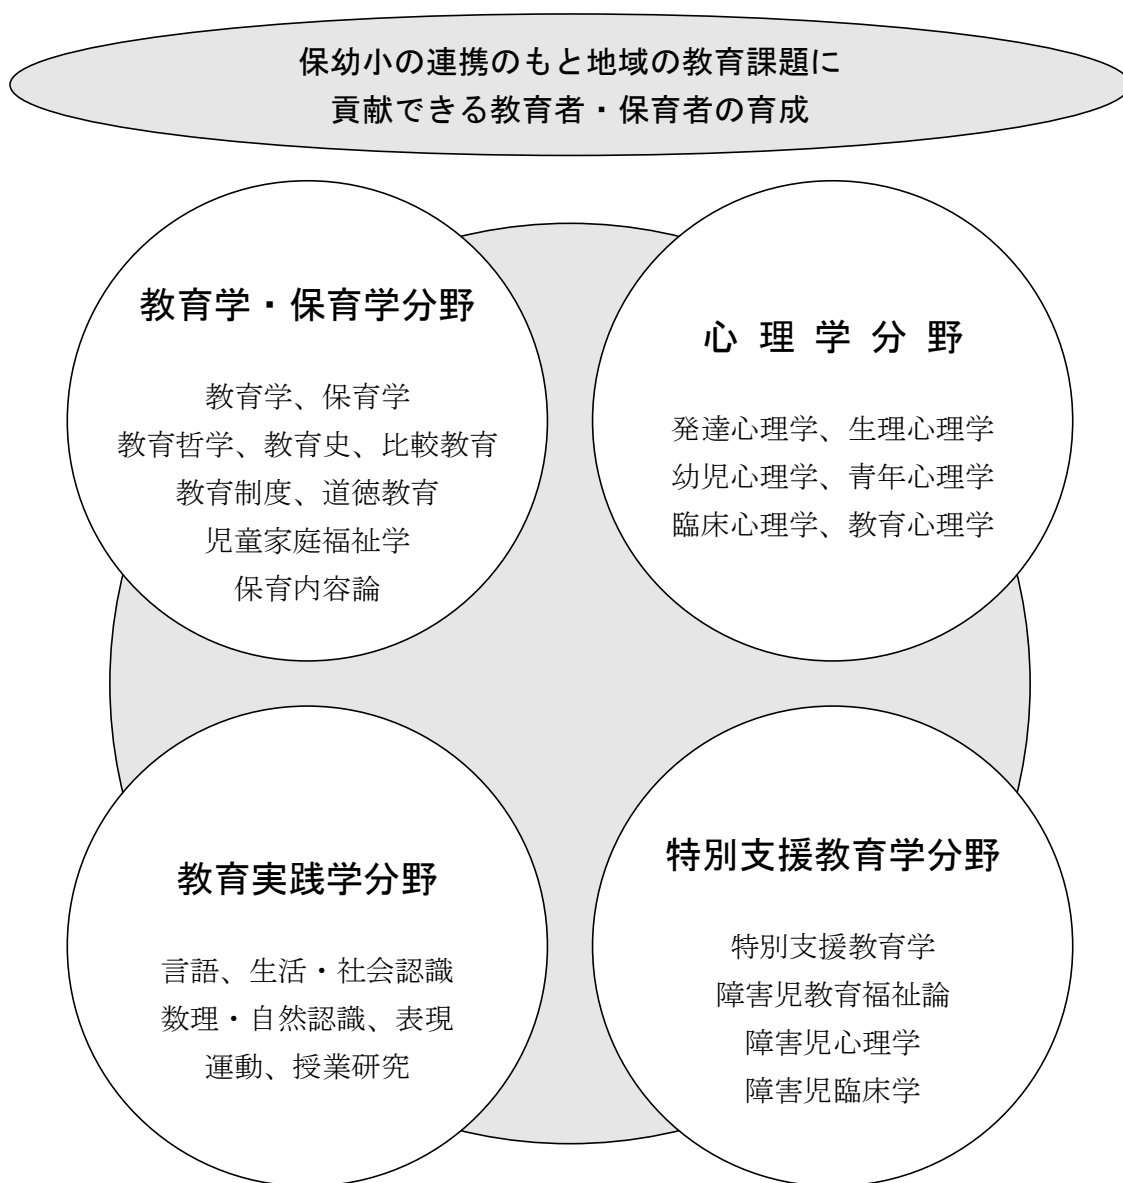 保幼小の連携のもと地域の教育課題に
貢献できる教育者・保育者の育成
教育学・保育学分野
教育学、保育学
教育哲学、教育史、比較教育
教育制度、道徳教育
児童家庭福祉学
保育内容論
心理学分野
発達心理学、生理心理学
幼児心理学、青年心理学
臨床心理学、教育心理学
教育実践学分野
言語、生活・社会認識
数理・自然認識、表現
運動、授業研究
特別支援教育学分野
特別支援教育学
障害児教育福祉論
障害児心理学
障害児臨床学